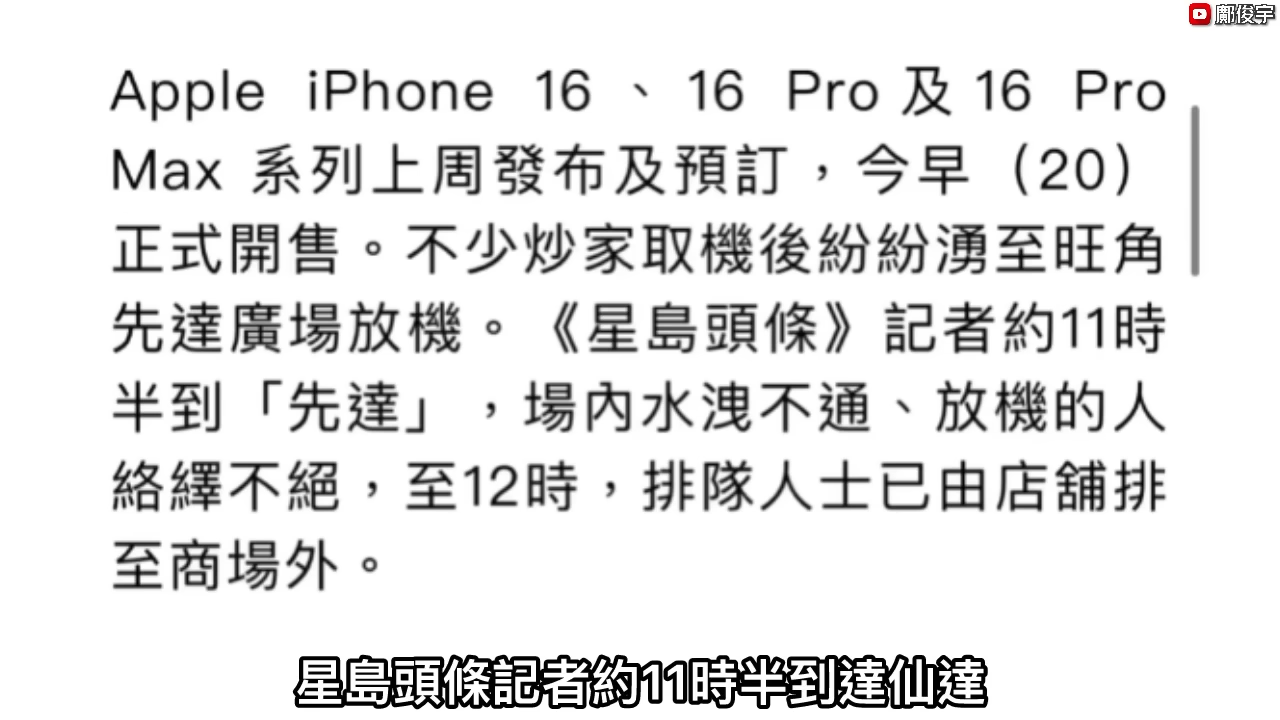 鄺俊宇
Apple iPhone 16、16 Pro及16 Pro
Max 系列上周發布及預訂，今早（20）
正式開售。不少炒家取機後紛紛湧至旺角
先達廣場放機。《星島頭條》記者約11時
半到「先達」，場內水洩不通、放機的人
絡繹不絕，至12時，排隊人士已由店舖排
至商場外。
星島頭條記者約11時半到達仙達